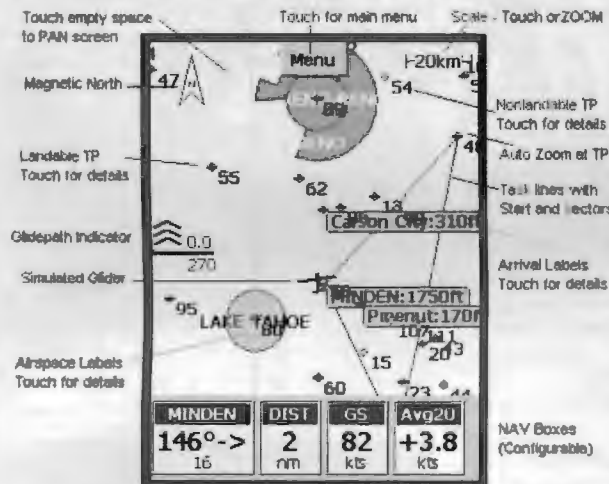 Touch empty space
to PAN screen
Touch for main menu
Scale - Touch or ZOOM
Menu
20km
47
54
Magnetic North
Nonlandable TP
Touch for details
Auto Zoom at TP
Landable TP
Touch for details
55
62
13
Task lines with
Start and sectors
Carson City:310ft
Glidepath Indicator
0.0
270
Arrival Labels
Touch for details
Simulated Glider
MINDEN:1750ft
Pinenut:170ft
95
LAKE TAHOE
107
20
15
Airspace Labels
Touch for details
60
23
44
MINDEN
146°->
16
DIST
2
nm
GS
82
kts
Avg20
+3.8
kts
NAV Boxes
(Configurable)